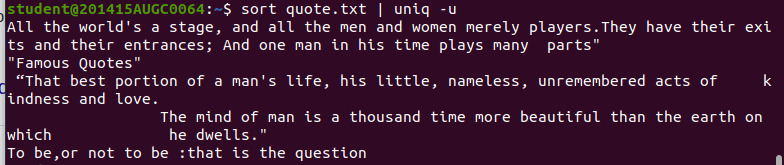 student@201415AUGC0064:~$ sort quote.txt | uniq -u
All the world's a stage, and all the men and women merely players.They have their exi
ts and their entrances; And one man in his time plays many  parts"
"Famous Quotes"
 “That best portion of a man's life, his little, nameless, unremembered acts of     k
indness and love.
                  The mind of man is a thousand time more beautiful than the earth on
which             he dwells."
To be,or not to be :that is the question